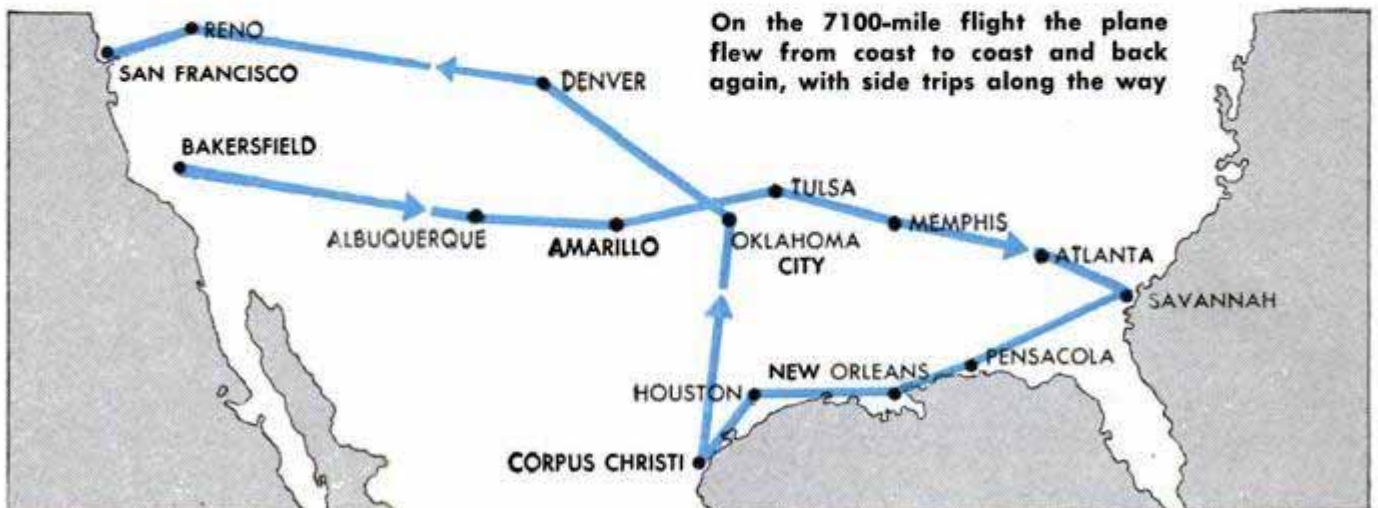 On the 7100-mile flight the plane
flew from coast to coast and back
again, with side trips along the way
RENO
SAN FRANCISCO
DENVER
BAKERSFIELD
TULSA
ALBUQUERQUE
AMARILLO
OKLAHOMA
CITY
MEMPHIS
ATLANTA
SAVANNAH
PENSACOLA
NEW ORLEANS
HOUSTON
CORPUS CHRISTI